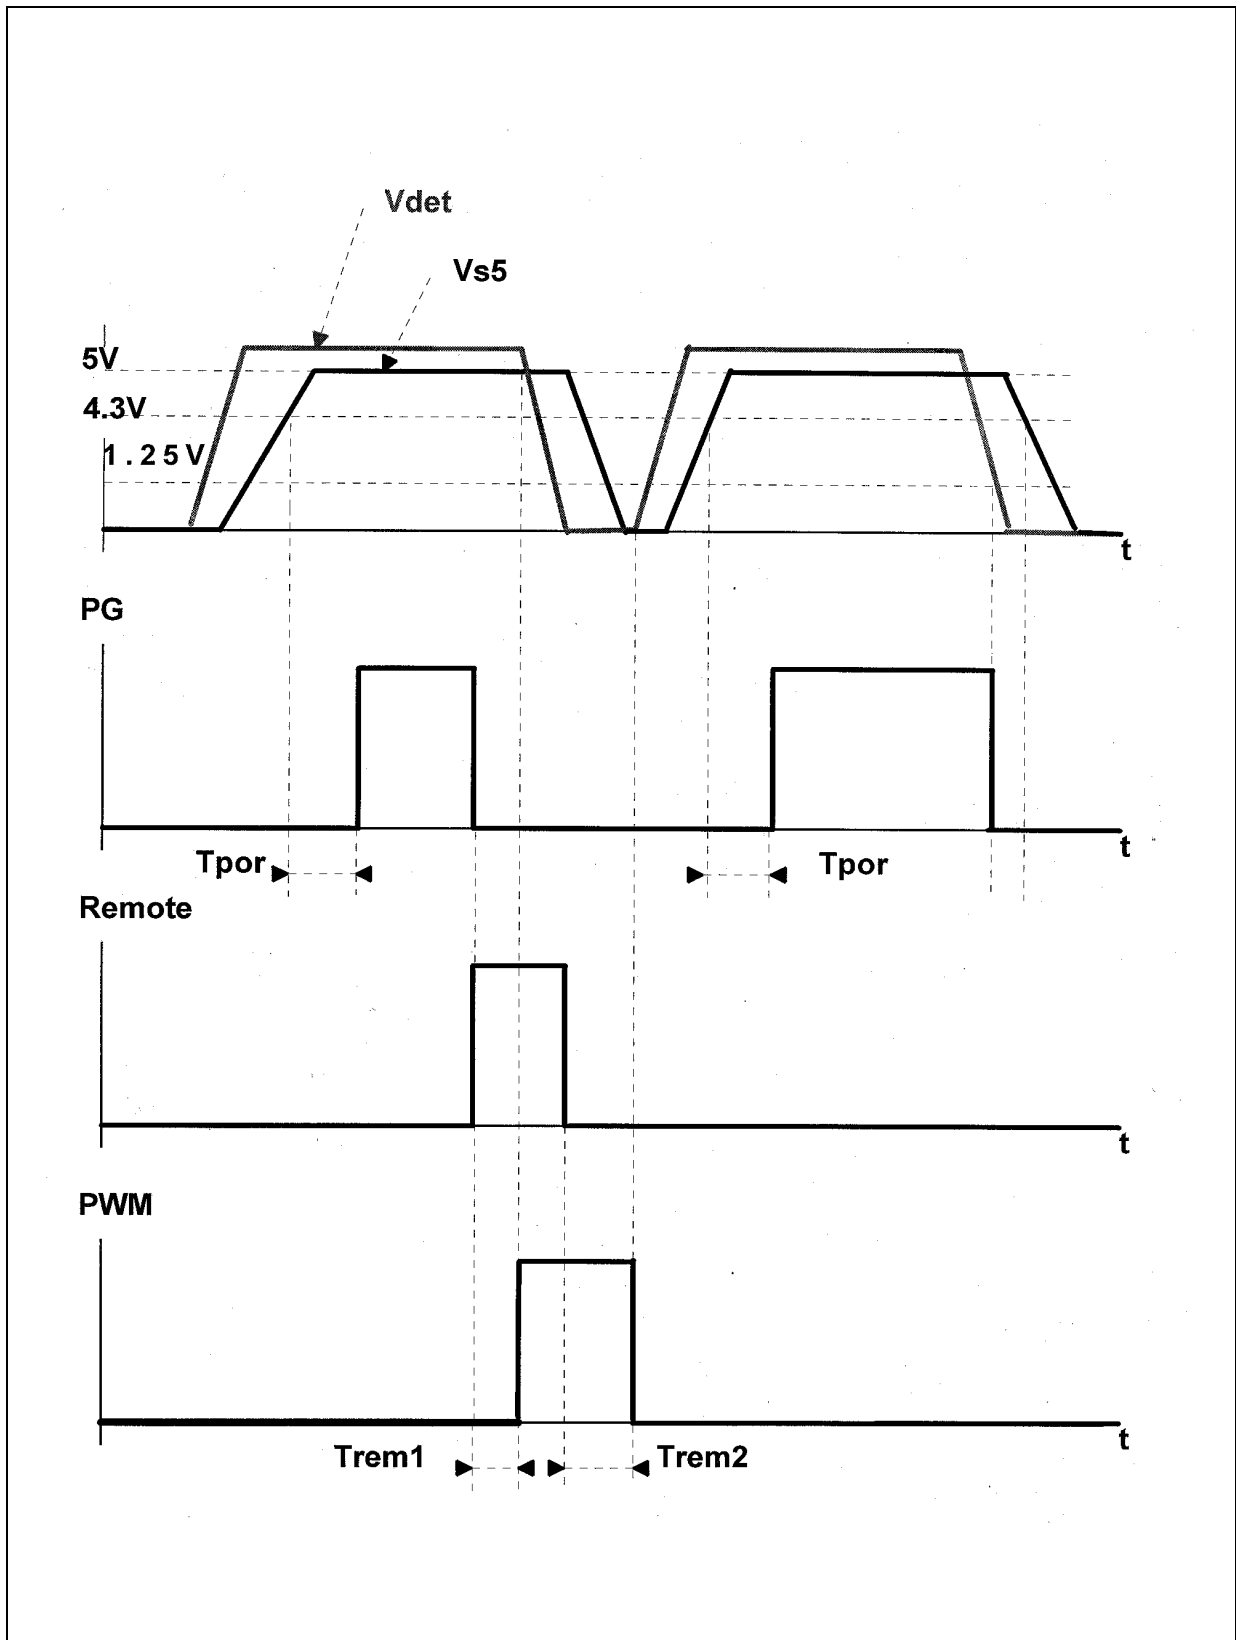 Vdet
Vs5
5V
4.3V
1.25V
t
PG
t
Tpor
Tpor
Remote
t
PWM
t
Trem1
Trem2